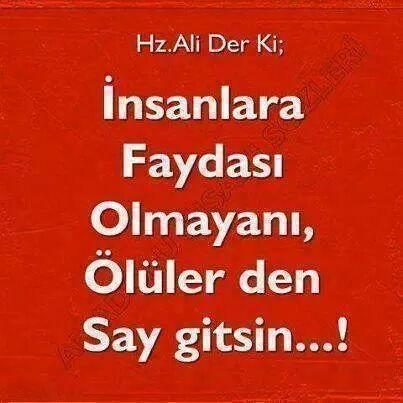 Hz.Ali Der Ki;
İnsanlara
Faydası
Olmayanı,
Ölüler den
Say gitsin...!